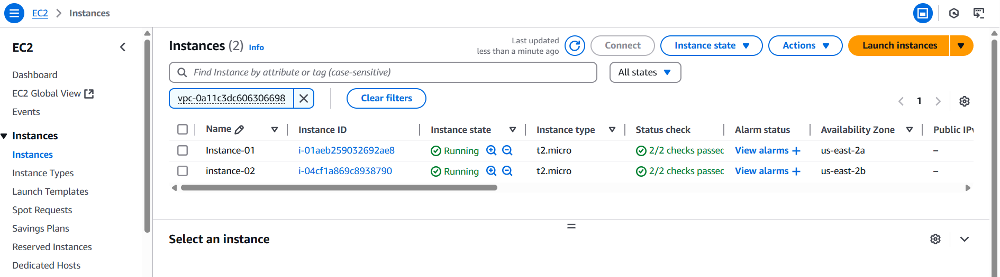 EC2 > Instances
EC2
Dashboard
EC2 Global View
Events
Instances
Instances
Instance Types
Launch Templates
Spot Requests
Savings Plans
Reserved Instances
Dedicated Hosts
Instances (2) Info
Last updated
less than a minute ago
Connect
Instance state
Actions
Launch instances
Find Instance by attribute or tag (case-sensitive)
All states
vpc-0a11c3dc606306698
Clear filters
1
Name Instance ID Instance state Instance type Status check Alarm status Availability Zone Public IPv
Instance-01 i-01aeb259032692ae8 Running t2.micro 2/2 checks passed View alarms + us-east-2a –
instance-02 i-04cf1a869c8938790 Running t2.micro 2/2 checks passed View alarms + us-east-2b –
Select an instance